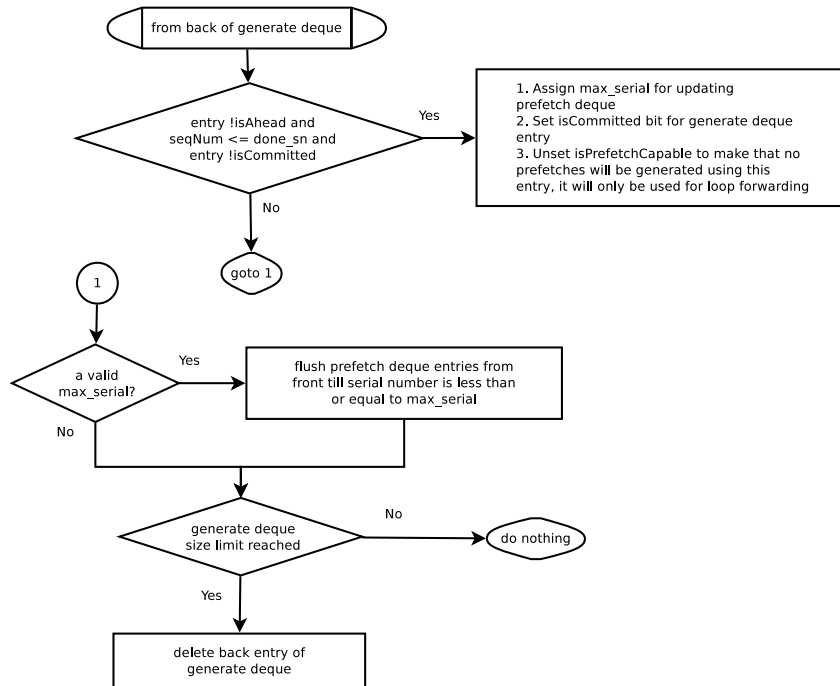 from back of generate deque
entry !isAhead and
seqNum <= done_sn and
entry !isCommitted
Yes
1. Assign max_serial for updating
prefetch deque
2. Set isCommitted bit for generate deque
entry
3. Unset isPrefetchCapable to make that no
prefetches will be generated using this
entry, it will only be used for loop forwarding
No
goto 1
1
a valid
max_serial?
Yes
flush prefetch deque entries from
front till serial number is less than
or equal to max_serial
No
generate deque
size limit reached
No
do nothing
Yes
delete back entry of
generate deque